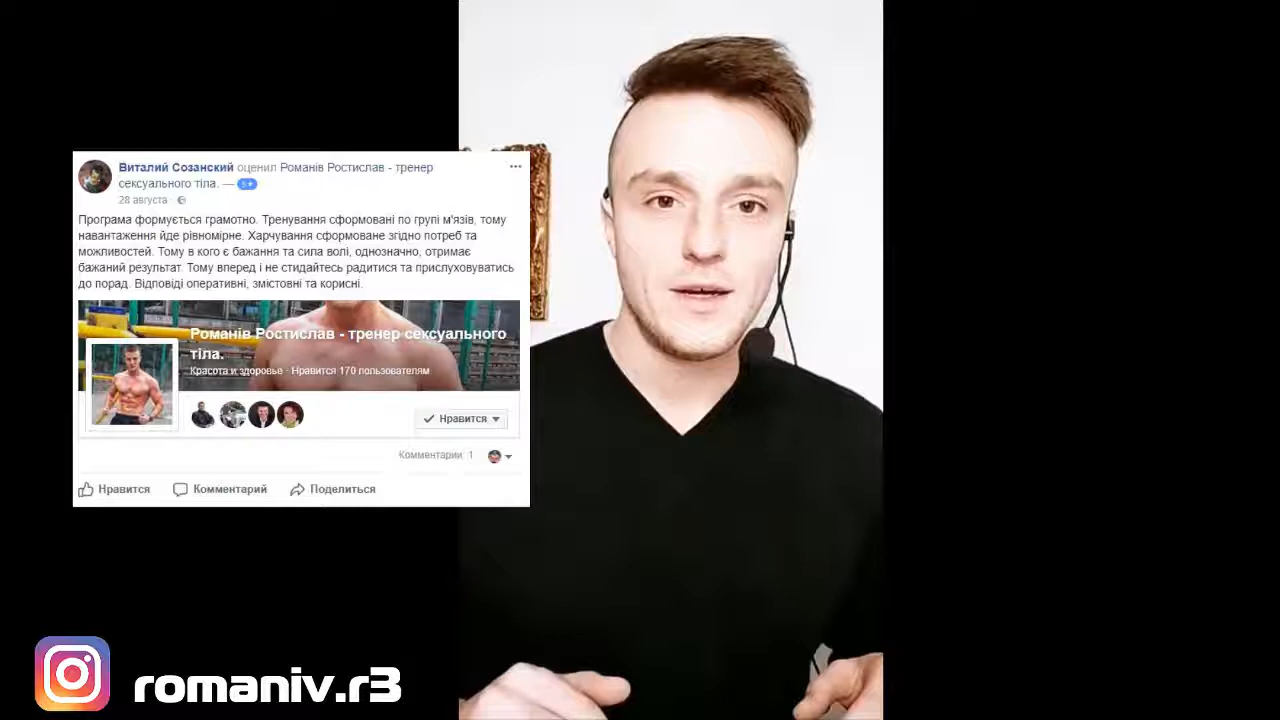 Виталий Созанский оценил Романів Ростислав - тренер
сексуального тіла. — 5★
28 августа
Програма формується грамотно. Тренування сформовані по групі м'язів, тому
навантаження йде рівномірне. Харчування сформоване згідно потреб та
можливостей. Тому в кого є бажання та сила волі, однозначно, отримає
бажаний результат. Тому вперед і не стидайтесь радитися та прислуховуватись
до порад. Відповіді оперативні, змістовні та корисні.
Романів Ростислав - тренер сексуального
тіла.
Красота и здоровье · Нравится 170 пользователям
Нравится
Комментарии: 1
Нравится Комментарий Поделиться
romaniv.r3